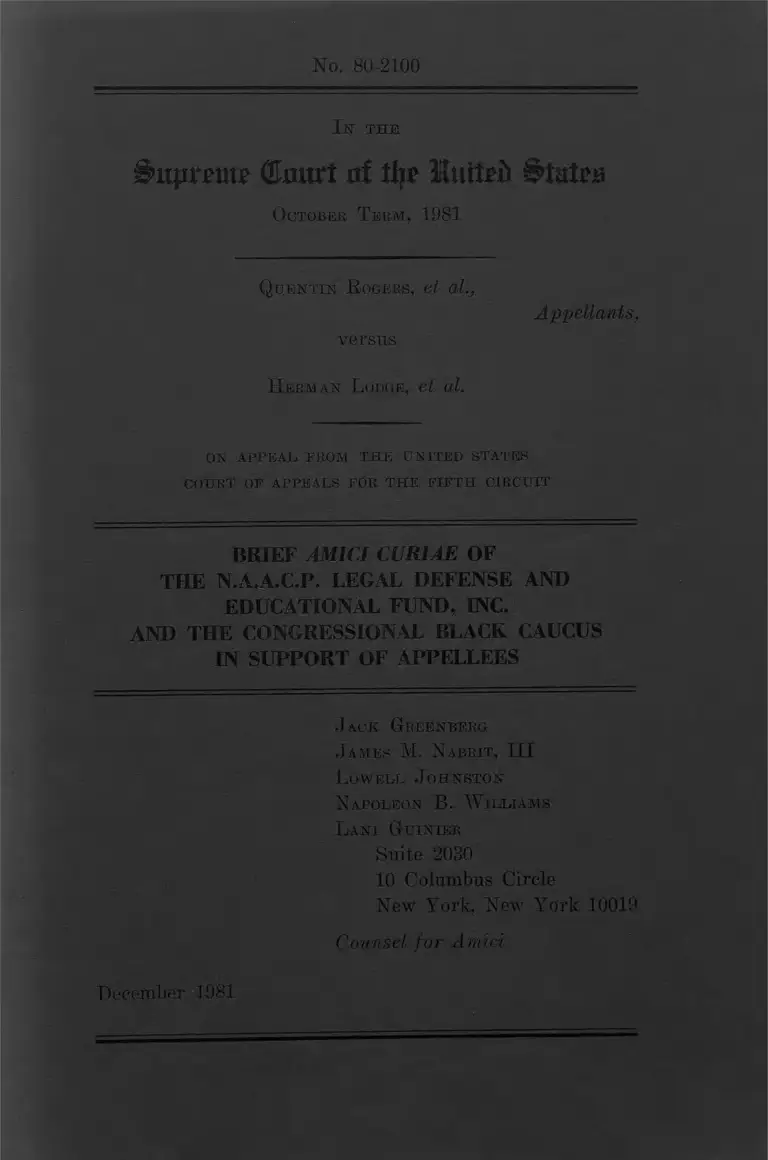 No. 80-2100
IN THE
Supreme Court of the United States
OCTOBER TERM, 1981
QUENTIN ROGERS, et al.,
Appellants,
versus
HERMAN LODGE, et al.
ON APPEAL FROM THE UNITED STATES
COURT OF APPEALS FOR THE FIFTH CIRCUIT
BRIEF AMICI CURIAE OF
THE N.A.A.C.P. LEGAL DEFENSE AND
EDUCATIONAL FUND, INC.
AND THE CONGRESSIONAL BLACK CAUCUS
IN SUPPORT OF APPELLEES
JACK GREENBERG
JAMES M. NABRIT, III
LOWELL JOHNSTON
NAPOLEON B. WILLIAMS
LANI GUINIER
Suite 2030
10 Columbus Circle
New York, New York 10019
Counsel for Amici
December 1981